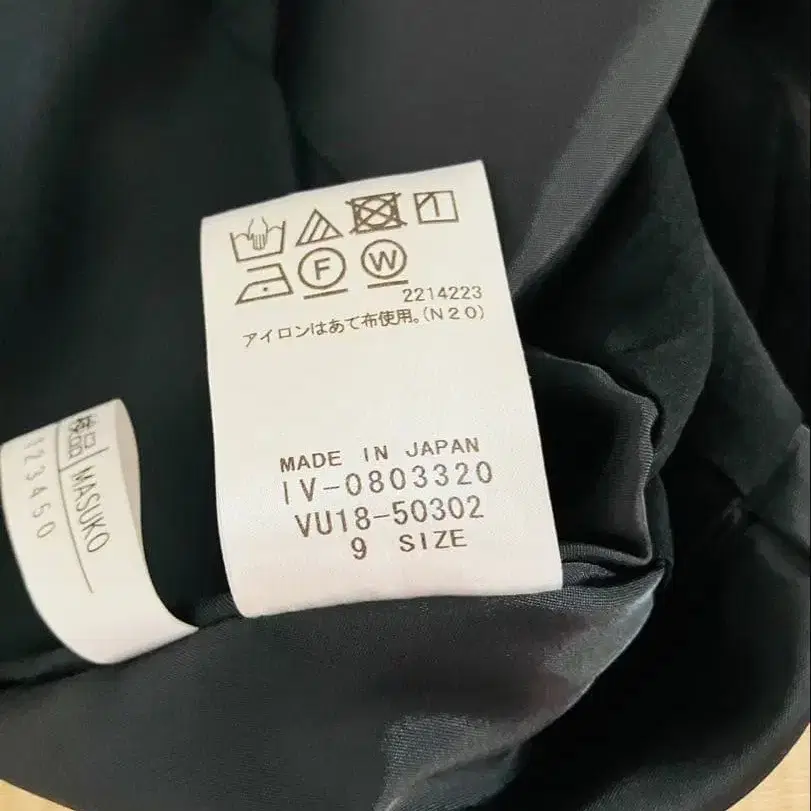 F W
2214223
アイロンはあて布使用。(N20)
MADE IN JAPAN
IV-0803320
VU18-50302
9 SIZE
品
MASUKO
323450